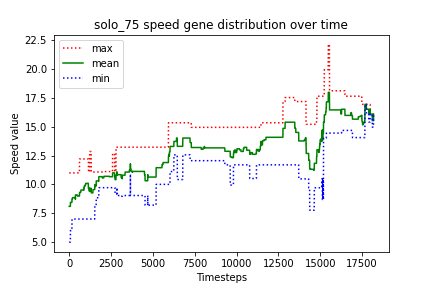 solo_75 speed gene distribution over time
max
mean
min
Speed value
22.5
20.0
17.5
15.0
12.5
10.0
7.5
5.0
0 2500 5000 7500 10000 12500 15000 17500
Timesteps